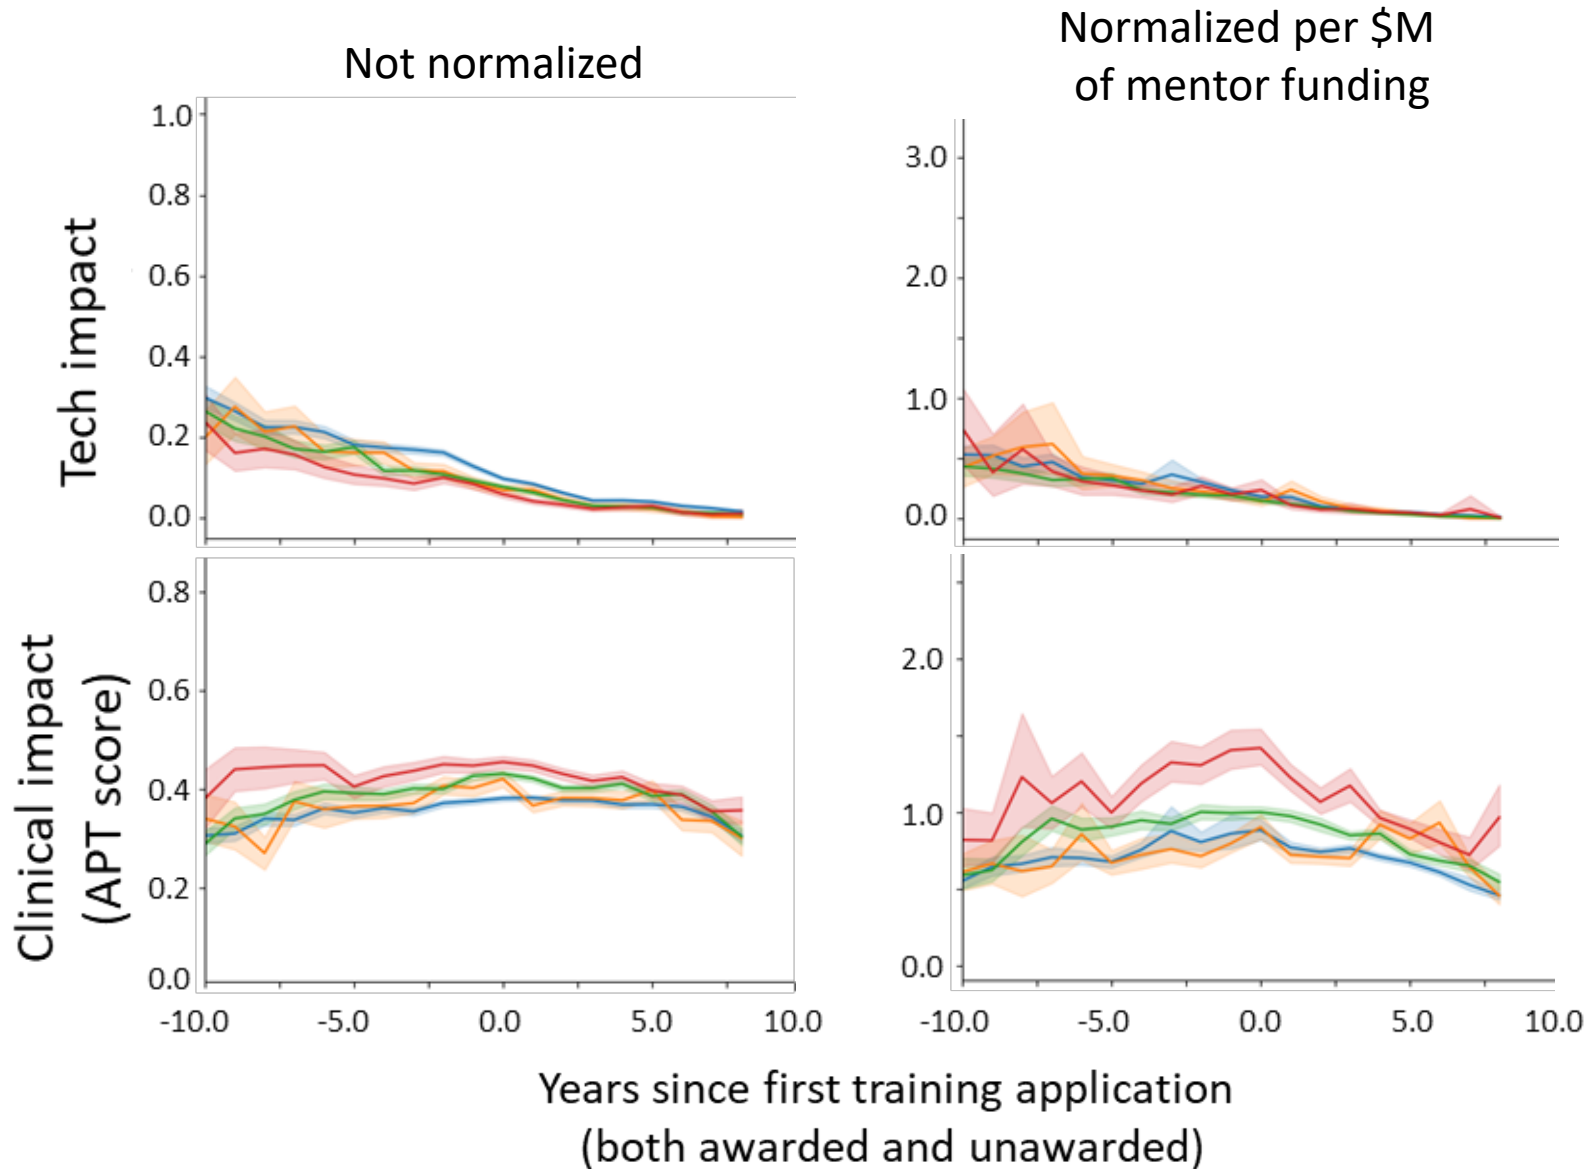 Not normalized
Normalized per $M
of mentor funding
Tech impact
1.0
0.8
0.6
0.4
0.2
0.0
3.0
2.0
1.0
0.0
Clinical impact
(APT score)
0.8
0.6
0.4
0.2
0.0
2.0
1.0
0.0
-10.0 -5.0 0.0 5.0 10.0
-10.0 -5.0 0.0 5.0 10.0
Years since first training application
(both awarded and unawarded)